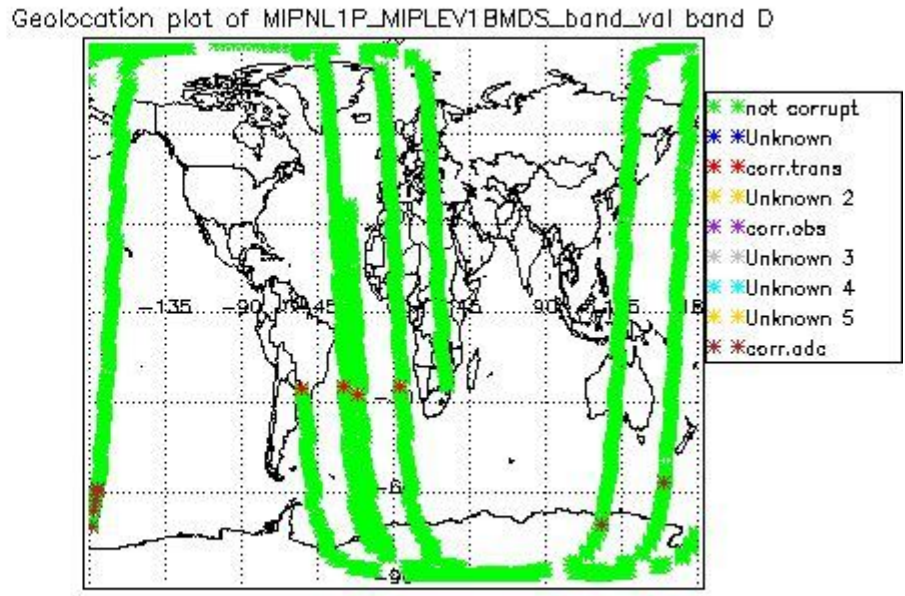 Geolocation plot of MIPNL1P_MIPLEV1BMDS_band_val band D
not corrupt
Unknown
corr.trans
Unknown 2
corr.obs
Unknown 3
Unknown 4
Unknown 5
corr.adc
-135 -90 -45 45 90
-90